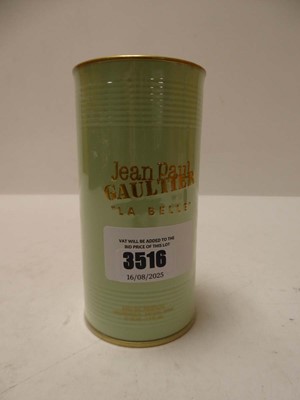 Jean Paul
GAULTIER
"LA BELLE"
VAT WILL BE ADDED TO THE
BID PRICE OF THIS LOT
3516
16/08/2025